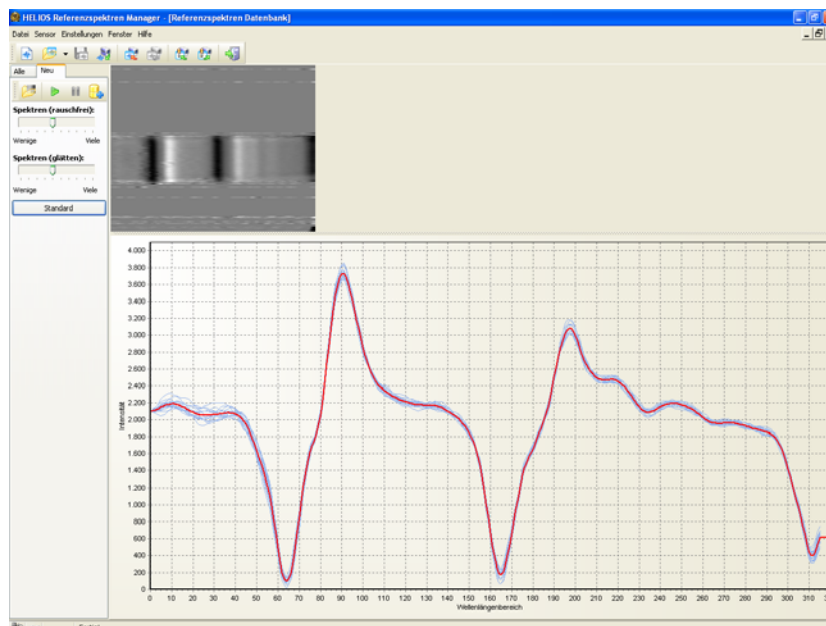 HELIOS Referenzspektren Manager - [Referenzspektren Datenbank]
Datei Sensor Einstellungen Fenster Hilfe
Alle Neu
Spektren (rauschfrei):
Wenige Viele
Spektren (glätten):
Wenige Viele
Standard
4.000
3.800
3.600
3.400
3.200
3.000
2.800
2.600
2.400
2.200
2.000
1.800
1.600
1.400
1.200
1.000
800
600
400
200
0
Intensität
0 10 20 30 40 50 60 70 80 90 100 110 120 130 140 150 160 170 180 190 200 210 220 230 240 250 260 270 280 290 300 310
Wellenlängenbereich